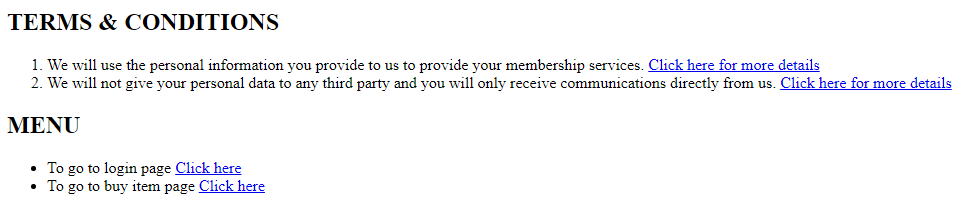 TERMS & CONDITIONS
1. We will use the personal information you provide to us to provide your membership services. Click here for more details
2. We will not give your personal data to any third party and you will only receive communications directly from us. Click here for more details
MENU
• To go to login page Click here
• To go to buy item page Click here